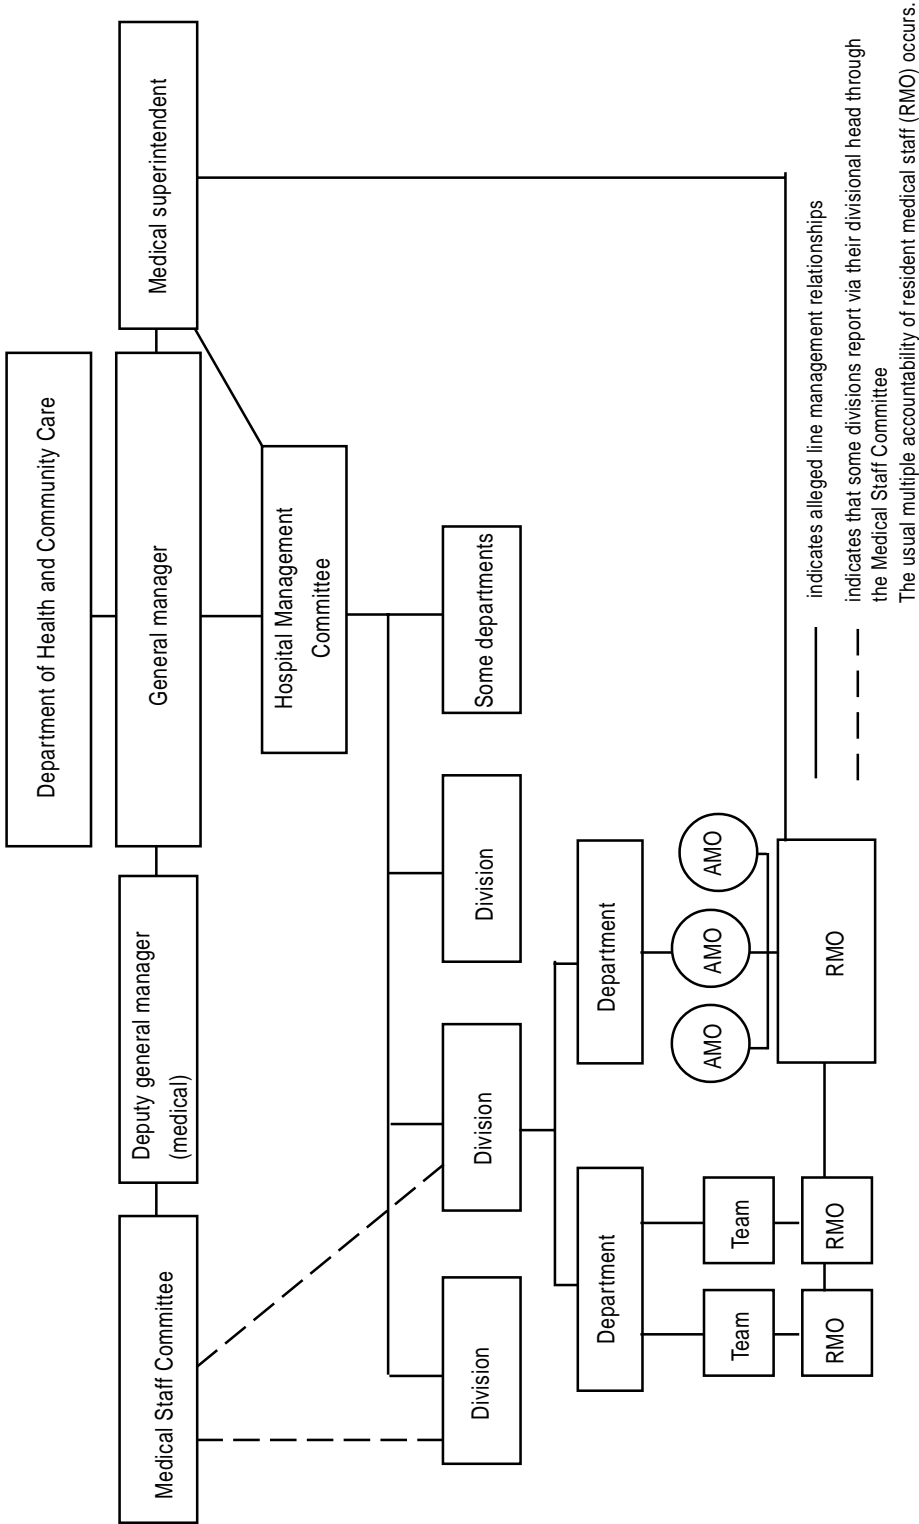 Department of Health and Community Care
Medical Staff Committee
Deputy general manager
(medical)
General manager
Medical superintendent
Hospital Management
Committee
Division
Division
Division
Some departments
Department
Department
Team
Team
AMO
AMO
AMO
RMO
RMO
RMO
indicates alleged line management relationships
indicates that some divisions report via their divisional head through
the Medical Staff Committee
The usual multiple accountability of resident medical staff (RMO) occurs.